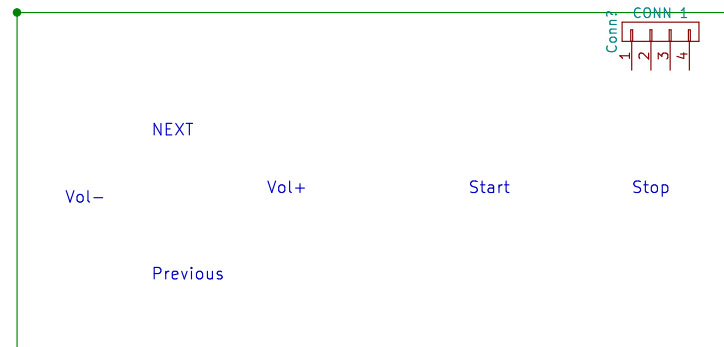 CONN 1
Conn?
1 2 3 4
NEXT
Vol- Vol+ Start Stop
Previous